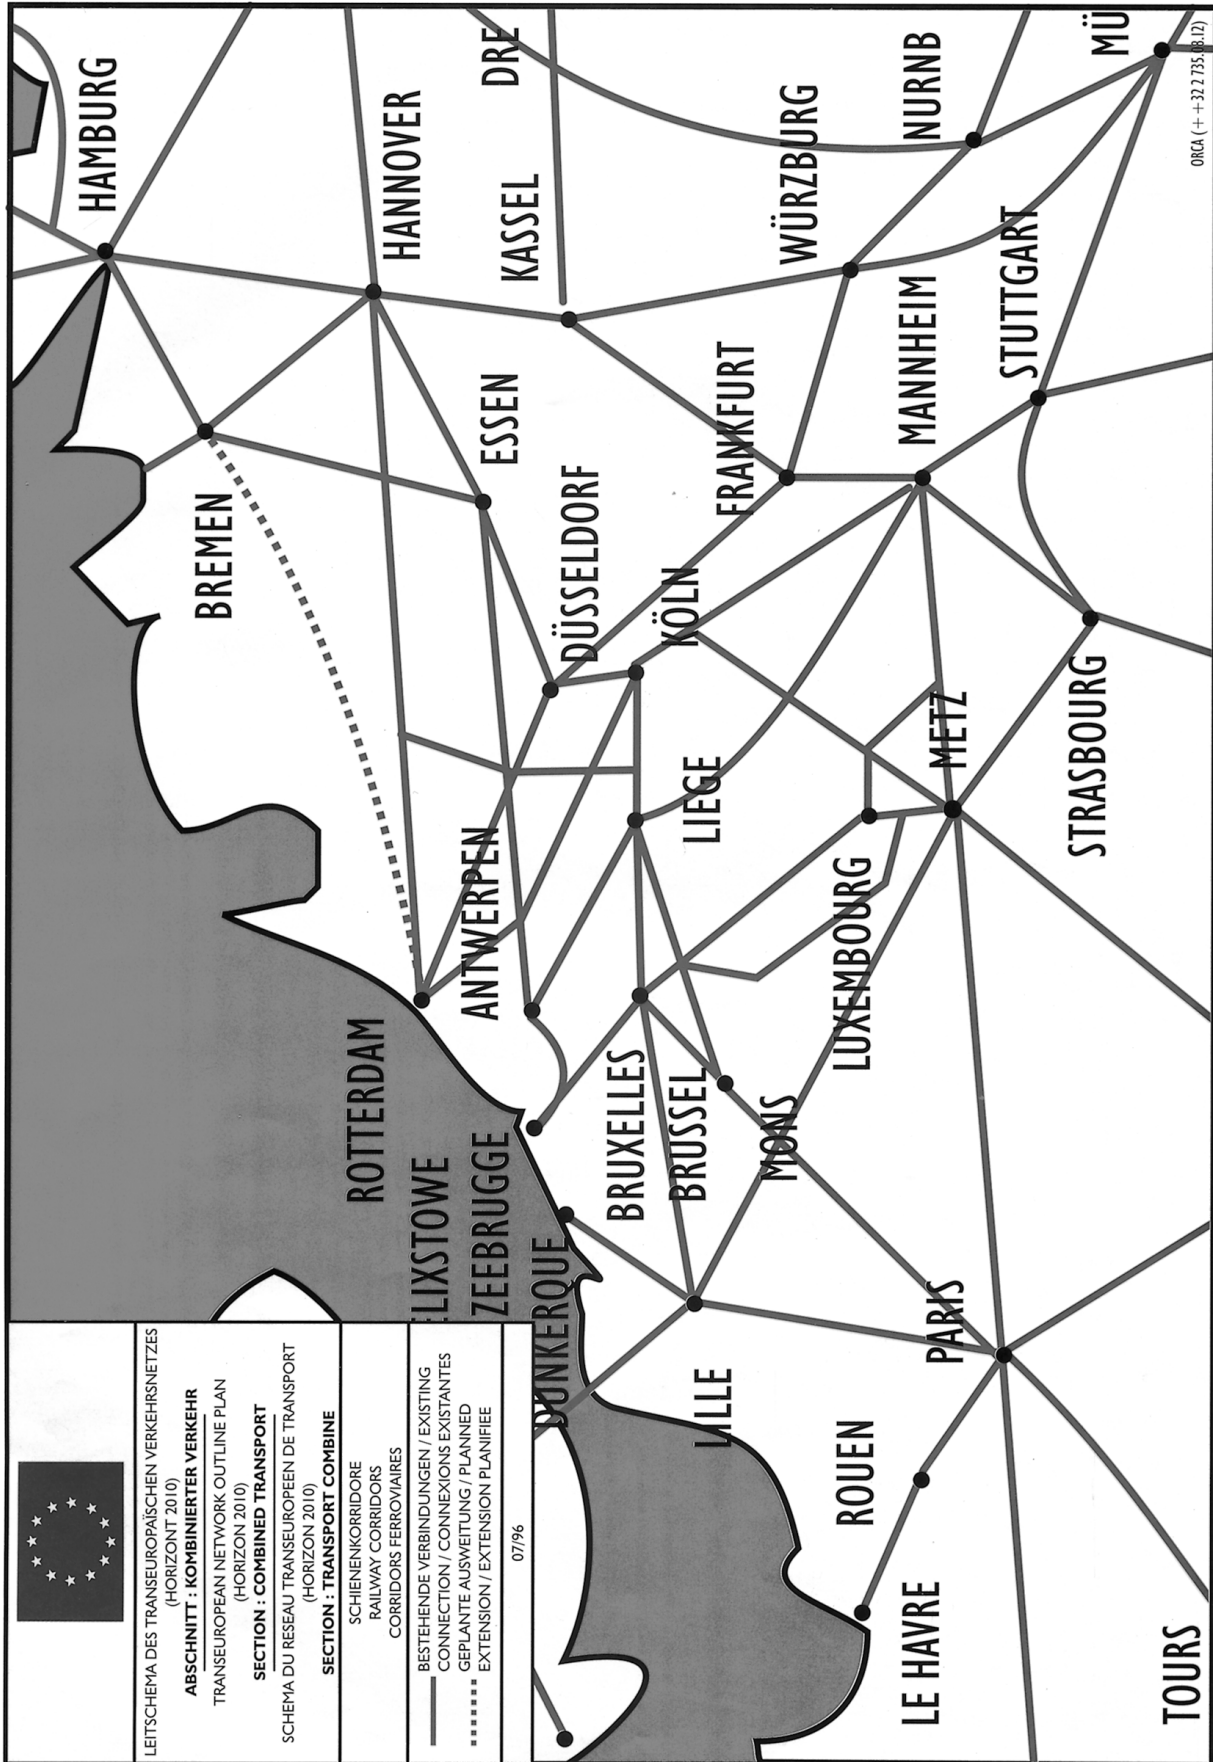 LEITSCHEMA DES TRANSEUROPAÏSCHEN VERKEHRSNETZES
(HORIZONT 2010)
ABSCHNITT : KOMBINIERTER VERKEHR
TRANSEUROPEAN NETWORK OUTLINE PLAN
(HORIZON 2010)
SECTION : COMBINED TRANSPORT
SCHEMA DU RESEAU TRANSEUROPEEN DE TRANSPORT
(HORIZON 2010)
SECTION : TRANSPORT COMBINE
SCHIENENKORRIDORE
RAILWAY CORRIDORS
CORRIDORS FERROVIAIRES
BESTEHENDE VERBINDUNGEN / EXISTING
CONNECTION / CONNEXIONS EXISTANTES
GEPLANTE AUSWEITUNG / PLANNED
EXTENSION / EXTENSION PLANIFIEE
07/96
HAMBURG
BREMEN
HANNOVER
ROTTERDAM
ELIXSTOWE
ZEEBRUGGE
ANTWERPEN
ESSEN
KASSEL
DRE
DUNKERQUE
DÜSSELDORF
BRUXELLES
BRUSSEL
KÖLN
LIEGE
LILLE
FRANKFURT
MONS
WÜRZBURG
LUXEMBOURG
ROUEN
MANNHEIM
NURNB
LE HAVRE
PARIS
METZ
STUTTGART
STRASBOURG
MÜ
TOURS
ORCA (++32 2 735.08.12)